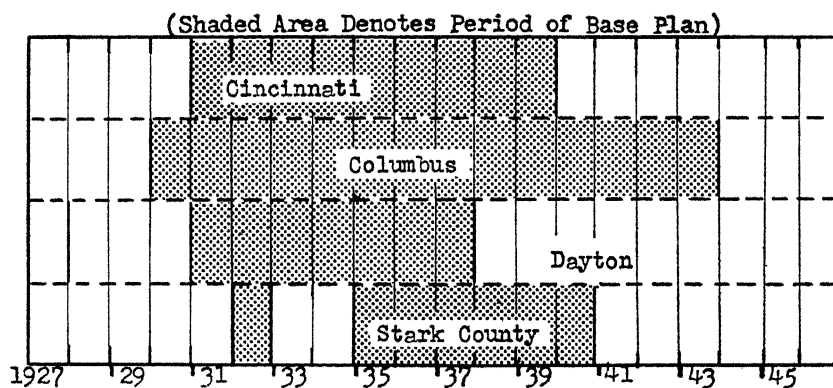 (Shaded Area Denotes Period of Base Plan)
Cincinnati
Columbus
Dayton
Stark County
1927 29 31 33 35 37 39 41 43 45